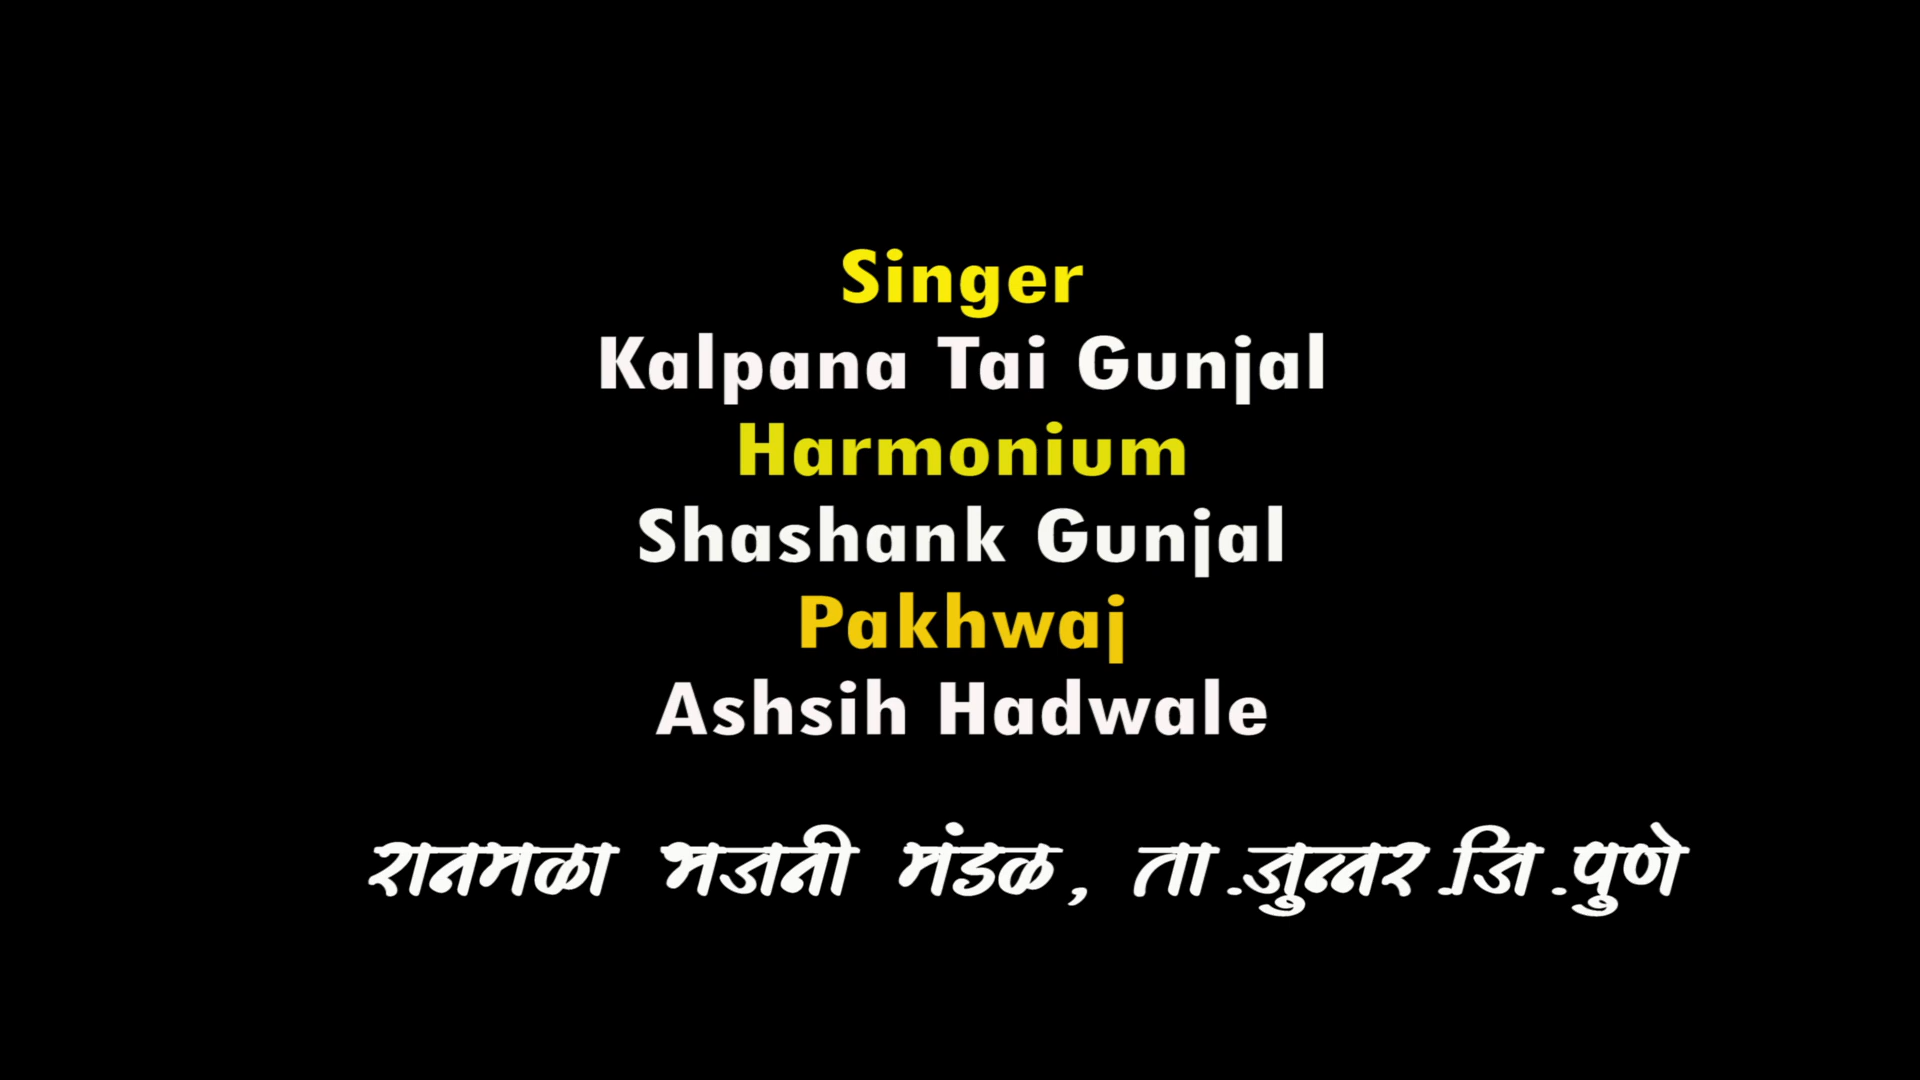 Singer
Kalpana Tai Gunjal
Harmonium
Shashank Gunjal
Pakhwaj
Ashsih Hadwale
रानमळा भजनी मंडळ, ता.जुन्नर.जि.पुणे